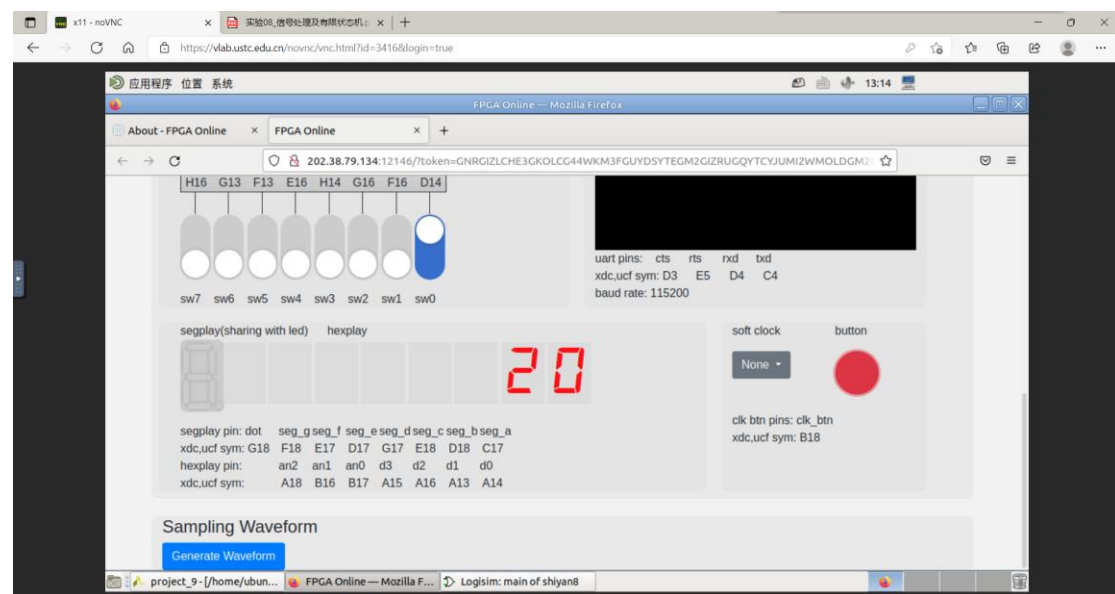 x11 - noVNC
实验08_信号处理及有限状态机.p
https://vlab.ustc.edu.cn/novnc/vnc.html?id=3416&login=true
应用程序 位置 系统
13:14
FPGA Online — Mozilla Firefox
About - FPGA Online
FPGA Online
202.38.79.134:12146/?token=GNRGIZLCHE3GKOLCG44WKM3FGUYDSYTEGM2GIZRUGQYTCYJUMI2WMOLDGM2
H16 G13 F13 E16 H14 G16 F16 D14
sw7 sw6 sw5 sw4 sw3 sw2 sw1 sw0
uart pins: cts rts rxd txd
xdc,ucf sym: D3 E5 D4 C4
baud rate: 115200
segplay(sharing with led) hexplay
20
segplay pin: dot seg_g seg_f seg_e seg_d seg_c seg_b seg_a
xdc,ucf sym: G18 F18 E17 D17 G17 E18 D18 C17
hexplay pin: an2 an1 an0 d3 d2 d1 d0
xdc,ucf sym: A18 B16 B17 A15 A16 A13 A14
soft clock button
None
clk btn pins: clk_btn
xdc,ucf sym: B18
Sampling Waveform
Generate Waveform
project_9 - [/home/ubun...
FPGA Online — Mozilla F...
Logisim: main of shiyan8